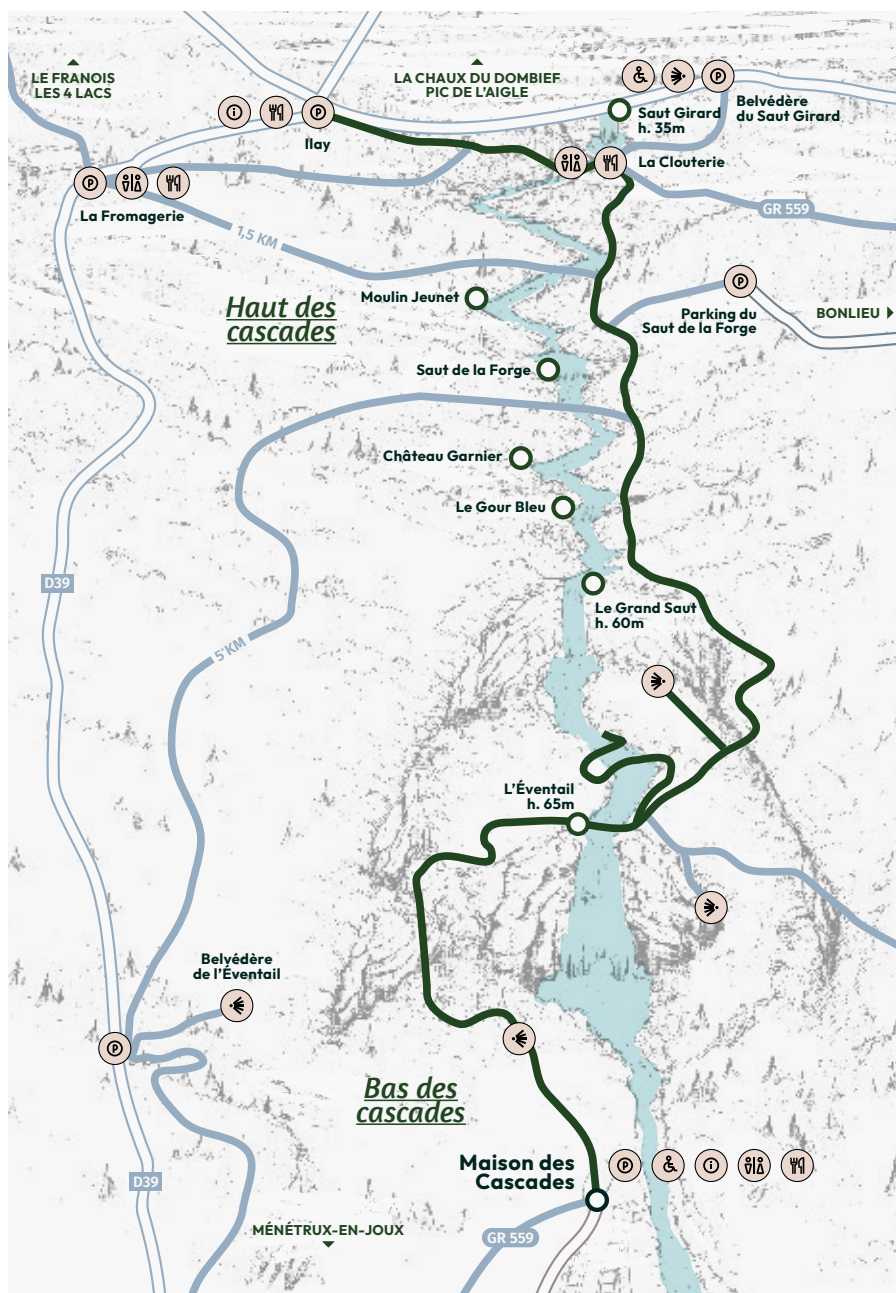 LE FRANOIS
LES 4 LACS
LA CHAUX DU DOMBIEF
PIC DE L'AIGLE
P
Belvédère
du Saut Girard
Saut Girard
h. 35m
i
P
Ilay
La Clouterie
P
La Fromagerie
GR 559
1,5 KM
P
Haut des
cascades
Moulin Jeunet
Parking du
Saut de la Forge
BONLIEU
Saut de la Forge
Château Garnier
Le Gour Bleu
D39
Le Grand Saut
h. 60m
5 KM
L'Éventail
h. 65m
Belvédère
de l'Éventail
P
Bas des
cascades
Maison des
Cascades
P
i
D39
MÉNÉTRUX-EN-JOUX
GR 559